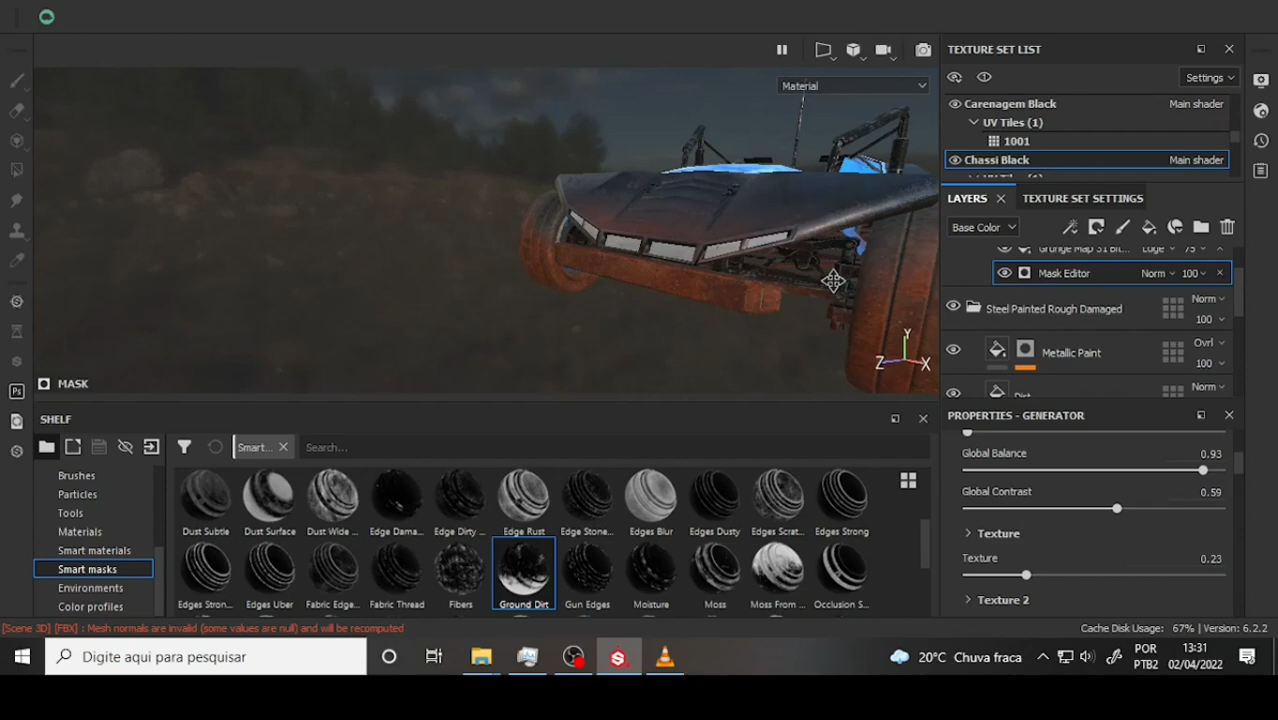 Material
Y
Z
X
MASK
TEXTURE SET LIST
Settings
Carenagem Black
Main shader
UV Tiles (1)
1001
Chassi Black
Main shader
LAYERS
TEXTURE SET SETTINGS
Base Color
Grunge Map 31 Bit...
75
Mask Editor
Norm
100
Steel Painted Rough Damaged
Norm
100
Metallic Paint
Ovrl
100
Norm
PROPERTIES - GENERATOR
Global Balance
0.93
Global Contrast
0.59
Texture
Texture
0.23
Texture 2
SHELF
Smart...
Search...
Brushes
Particles
Tools
Materials
Smart materials
Smart masks
Environments
Color profiles
Dust Subtle
Dust Surface
Dust Wide ...
Edge Dama...
Edge Dirty ...
Edge Rust
Edge Stone...
Edges Blur
Edges Dusty
Edges Scrat...
Edges Strong
Edges Stron...
Edges Uber
Fabric Edge...
Fabric Thread
Fibers
Ground Dirt
Gun Edges
Moisture
Moss
Moss From ...
Occlusion S...
[Scene 3D] [FBX] : Mesh normals are invalid (some values are null) and will be recomputed
Cache Disk Usage: 67% | Version: 6.2.2
Digite aqui para pesquisar
Ps
20°C Chuva fraca
POR
PTB2
13:31
02/04/2022